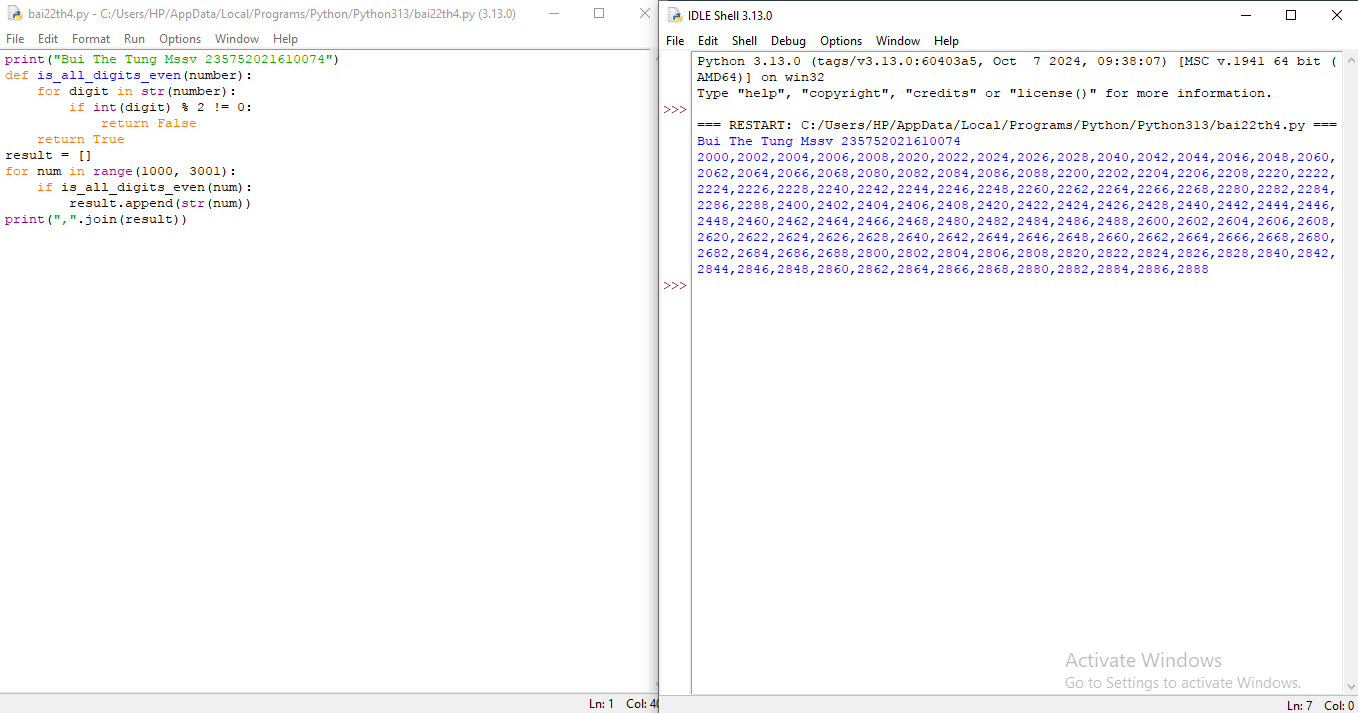 bai22th4.py - C:/Users/HP/AppData/Local/Programs/Python/Python313/bai22th4.py (3.13.0)
File Edit Format Run Options Window Help
print("Bui The Tung Mssv 235752021610074")
def is_all_digits_even(number):
    for digit in str(number):
        if int(digit) % 2 != 0:
            return False
    return True
result = []
for num in range(1000, 3001):
    if is_all_digits_even(num):
        result.append(str(num))
print(",".join(result))
Ln: 1 Col: 40
IDLE Shell 3.13.0
File Edit Shell Debug Options Window Help
Python 3.13.0 (tags/v3.13.0:60403a5, Oct  7 2024, 09:38:07) [MSC v.1941 64 bit (
AMD64)] on win32
Type "help", "copyright", "credits" or "license()" for more information.
>>>
=== RESTART: C:/Users/HP/AppData/Local/Programs/Python/Python313/bai22th4.py ===
Bui The Tung Mssv 235752021610074
2000,2002,2004,2006,2008,2020,2022,2024,2026,2028,2040,2042,2044,2046,2048,2060,
2062,2064,2066,2068,2080,2082,2084,2086,2088,2200,2202,2204,2206,2208,2220,2222,
2224,2226,2228,2240,2242,2244,2246,2248,2260,2262,2264,2266,2268,2280,2282,2284,
2286,2288,2400,2402,2404,2406,2408,2420,2422,2424,2426,2428,2440,2442,2444,2446,
2448,2460,2462,2464,2466,2468,2480,2482,2484,2486,2488,2600,2602,2604,2606,2608,
2620,2622,2624,2626,2628,2640,2642,2644,2646,2648,2660,2662,2664,2666,2668,2680,
2682,2684,2686,2688,2800,2802,2804,2806,2808,2820,2822,2824,2826,2828,2840,2842,
2844,2846,2848,2860,2862,2864,2866,2868,2880,2882,2884,2886,2888
>>>
Activate Windows
Go to Settings to activate Windows.
Ln: 7 Col: 0